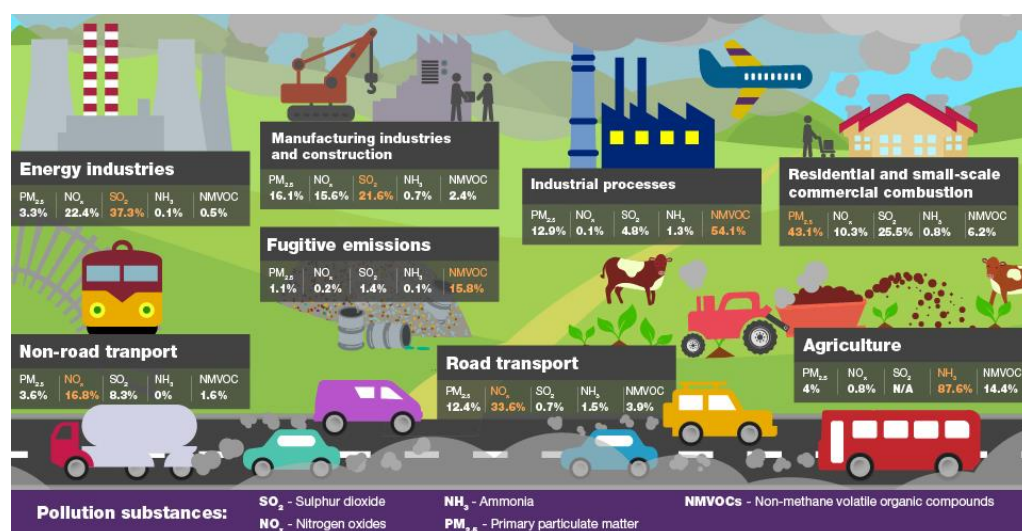 Energy industries
PM2.5 NOx SO2 NH3 NMVOC
3.3% 22.4% 37.3% 0.1% 0.5%
Manufacturing industries
and construction
PM2.5 NOx SO2 NH3 NMVOC
16.1% 15.6% 21.6% 0.7% 2.4%
Industrial processes
PM2.5 NOx SO2 NH3 NMVOC
12.9% 0.1% 4.8% 1.3% 54.1%
Residential and small-scale
commercial combustion
PM2.5 NOx SO2 NH3 NMVOC
43.1% 10.3% 25.5% 0.8% 6.2%
Fugitive emissions
PM2.5 NOx SO2 NH3 NMVOC
1.1% 0.2% 1.4% 0.1% 15.8%
Non-road tranport
PM2.5 NOx SO2 NH3 NMVOC
3.6% 16.8% 8.3% 0% 1.6%
Road transport
PM2.5 NOx SO2 NH3 NMVOC
12.4% 33.6% 0.7% 1.5% 3.9%
Agriculture
PM2.5 NOx SO2 NH3 NMVOC
4% 0.8% N/A 87.6% 14.4%
Pollution substances:
SO2 - Sulphur dioxide
NOx - Nitrogen oxides
NH3 - Ammonia
PM2.5 - Primary particulate matter
NMVOCs - Non-methane volatile organic compounds